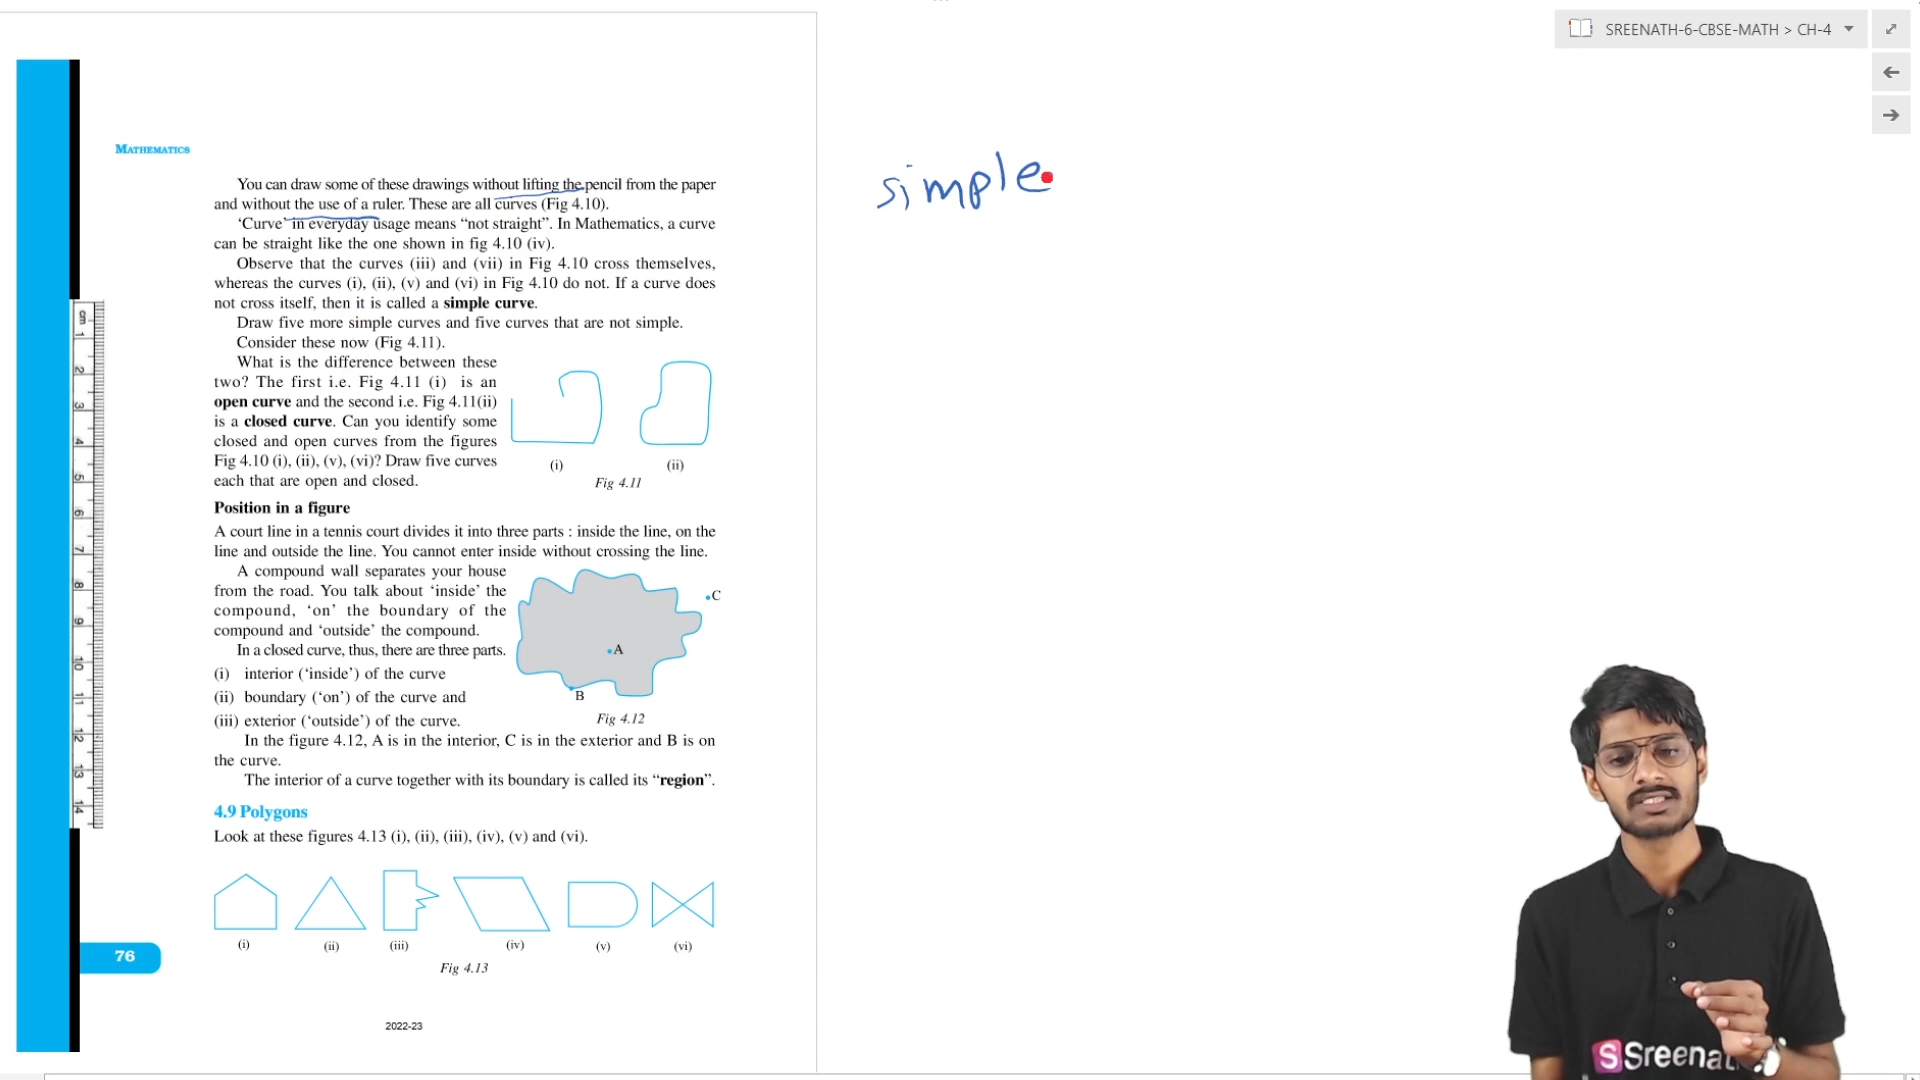 SREENATH-6-CBSE-MATH > CH-4
MATHEMATICS
You can draw some of these drawings without lifting the pencil from the paper
and without the use of a ruler. These are all curves (Fig 4.10).
‘Curve’ in everyday usage means “not straight”. In Mathematics, a curve
can be straight like the one shown in fig 4.10 (iv).
Observe that the curves (iii) and (vii) in Fig 4.10 cross themselves,
whereas the curves (i), (ii), (v) and (vi) in Fig 4.10 do not. If a curve does
not cross itself, then it is called a simple curve.
Draw five more simple curves and five curves that are not simple.
Consider these now (Fig 4.11).
What is the difference between these
two? The first i.e. Fig 4.11 (i) is an
open curve and the second i.e. Fig 4.11(ii)
is a closed curve. Can you identify some
closed and open curves from the figures
Fig 4.10 (i), (ii), (v), (vi)? Draw five curves
each that are open and closed.
(i) (ii)
Fig 4.11
Position in a figure
A court line in a tennis court divides it into three parts : inside the line, on the
line and outside the line. You cannot enter inside without crossing the line.
A compound wall separates your house
from the road. You talk about ‘inside’ the
compound, ‘on’ the boundary of the
compound and ‘outside’ the compound.
In a closed curve, thus, there are three parts.
(i) interior (‘inside’) of the curve
(ii) boundary (‘on’) of the curve and
(iii) exterior (‘outside’) of the curve.
C
A
B
Fig 4.12
In the figure 4.12, A is in the interior, C is in the exterior and B is on
the curve.
The interior of a curve together with its boundary is called its “region”.
4.9 Polygons
Look at these figures 4.13 (i), (ii), (iii), (iv), (v) and (vi).
(i) (ii) (iii) (iv) (v) (vi)
Fig 4.13
76
2022-23
cm 1 2 3 4 5 6 7 8 9 10 11 12 13 14
simple
S Sreenat